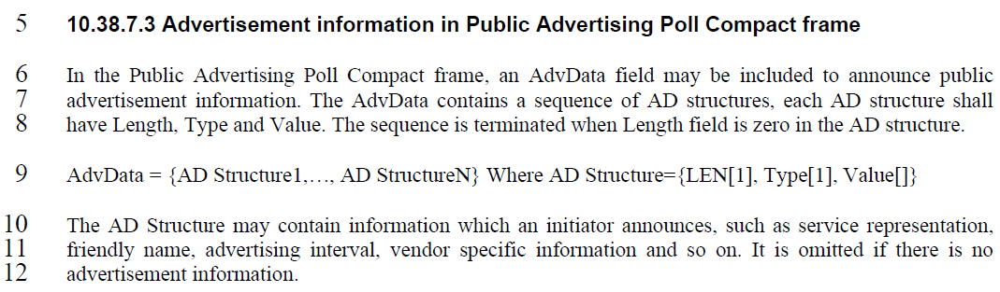 5 10.38.7.3 Advertisement information in Public Advertising Poll Compact frame
6 In the Public Advertising Poll Compact frame, an AdvData field may be included to announce public
7 advertisement information. The AdvData contains a sequence of AD structures, each AD structure shall
8 have Length, Type and Value. The sequence is terminated when Length field is zero in the AD structure.
9 AdvData = {AD Structure1,…, AD StructureN} Where AD Structure={LEN[1], Type[1], Value[]}
10 The AD Structure may contain information which an initiator announces, such as service representation,
11 friendly name, advertising interval, vendor specific information and so on. It is omitted if there is no
12 advertisement information.